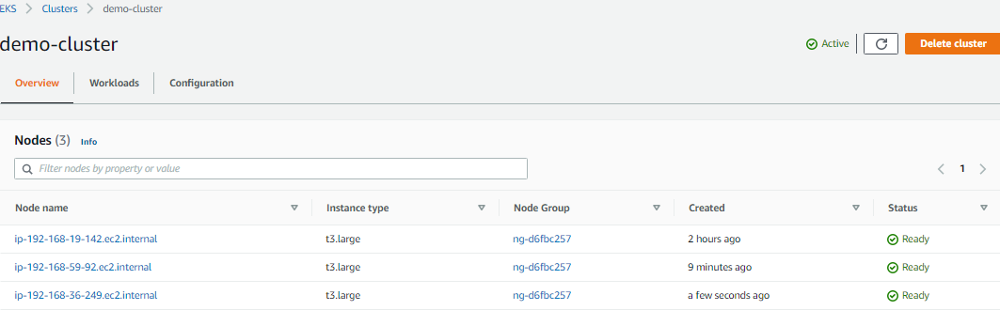 EKS > Clusters > demo-cluster
demo-cluster
Active
Delete cluster
Overview Workloads Configuration
Nodes (3) Info
Filter nodes by property or value
1
Node name Instance type Node Group Created Status
ip-192-168-19-142.ec2.internal t3.large ng-d6fbc257 2 hours ago Ready
ip-192-168-59-92.ec2.internal t3.large ng-d6fbc257 9 minutes ago Ready
ip-192-168-36-249.ec2.internal t3.large ng-d6fbc257 a few seconds ago Ready